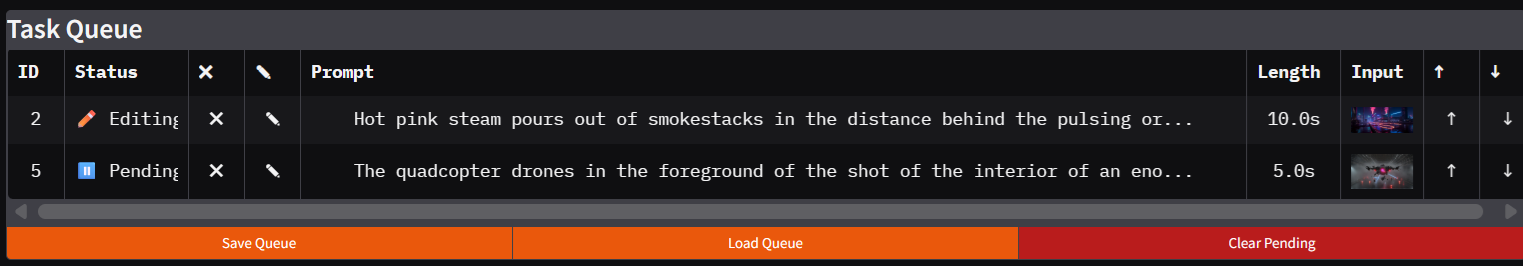 Task Queue
ID Status ✕ ✎ Prompt Length Input ↑ ↓
2 Editing ✕ ✎ Hot pink steam pours out of smokestacks in the distance behind the pulsing or... 10.0s ↑ ↓
5 Pending ✕ ✎ The quadcopter drones in the foreground of the shot of the interior of an eno... 5.0s ↑ ↓
Save Queue Load Queue Clear Pending